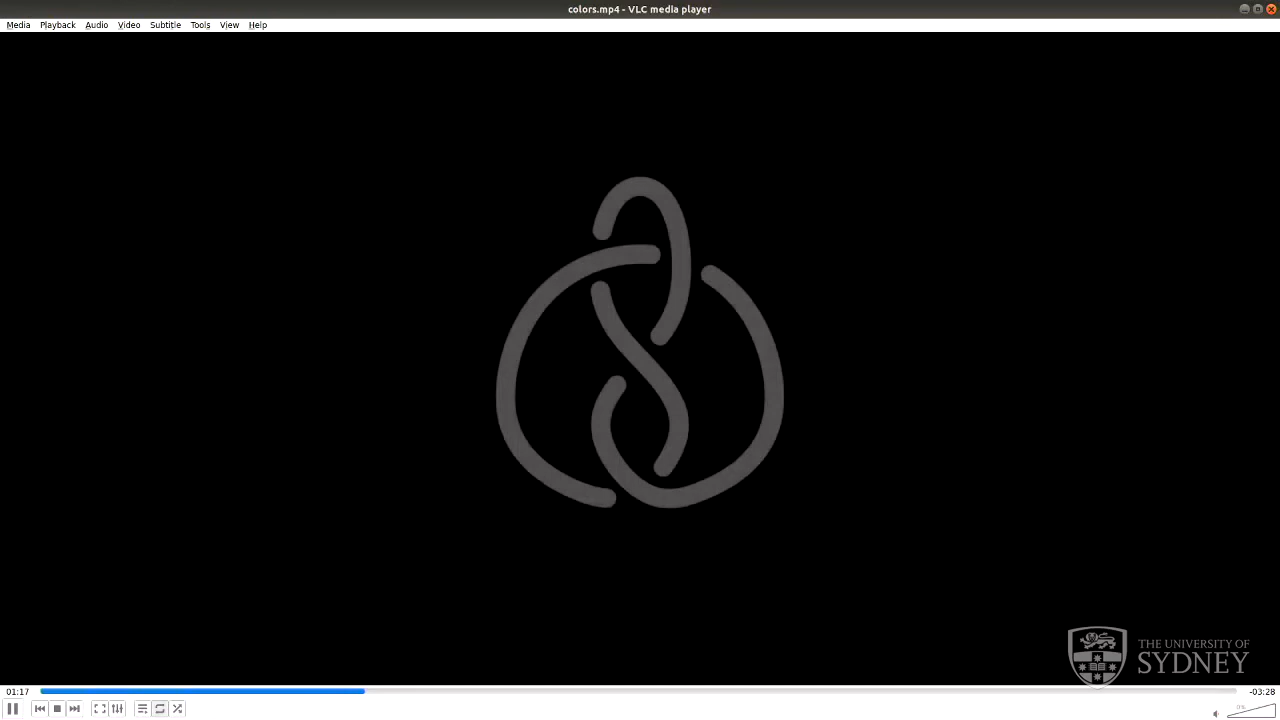 colors.mp4 - VLC media player
Media Playback Audio Video Subtitle Tools View Help
THE UNIVERSITY OF
SYDNEY
01:17
-03:28
0%